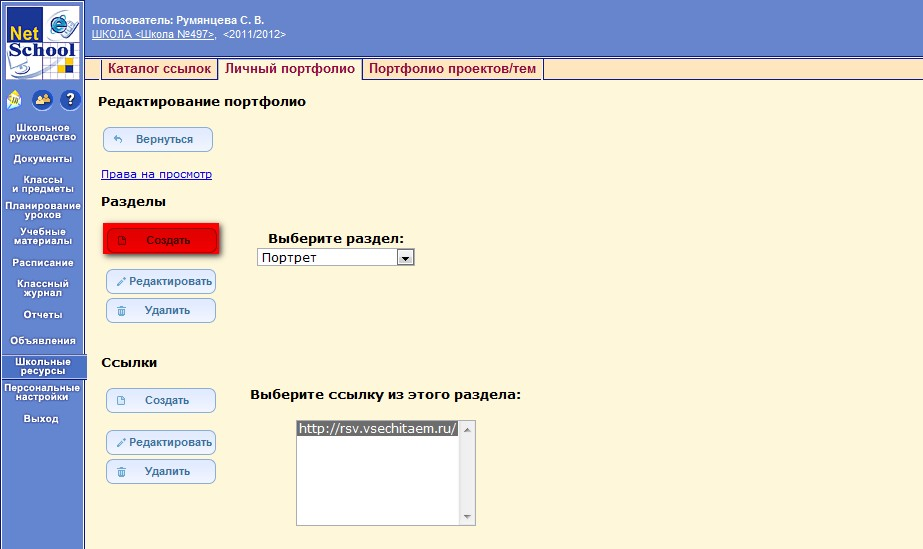 Net
School
Пользователь: Румянцева С. В.
ШКОЛА <Школа №497>, <2011/2012>
Каталог ссылок
Личный портфолио
Портфолио проектов/тем
?
Школьное
руководство
Документы
Классы
и предметы
Планирование
уроков
Учебные
материалы
Расписание
Классный
журнал
Отчеты
Объявления
Школьные
ресурсы
Персональные
настройки
Выход
Редактирование портфолио
Вернуться
Права на просмотр
Разделы
Создать
Выберите раздел:
Портрет
Редактировать
Удалить
Ссылки
Создать
Выберите ссылку из этого раздела:
http://rsv.vsechitaem.ru/
Редактировать
Удалить